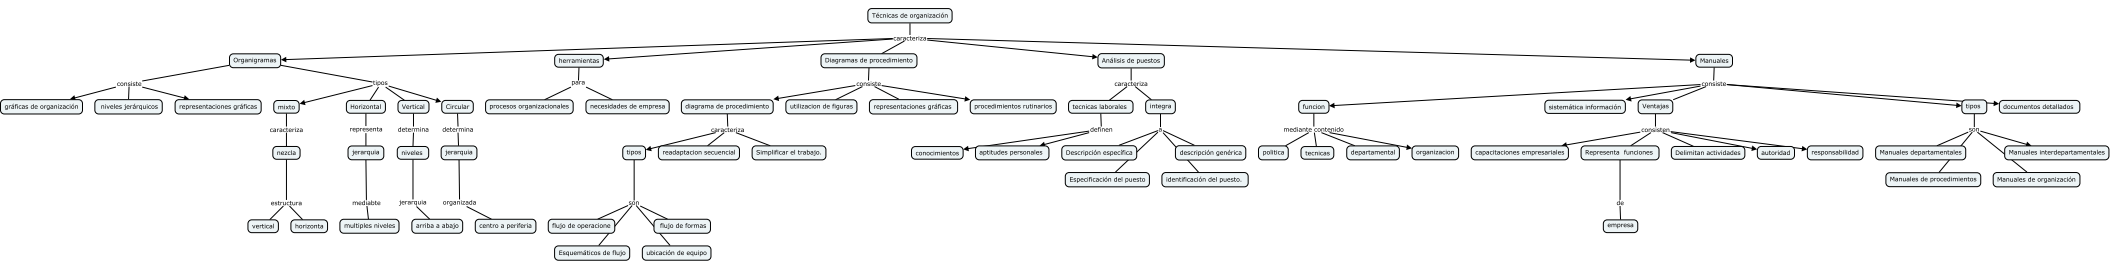 Técnicas de organización
caracteriza
Organigramas
herramientas
Diagramas de procedimiento
Análisis de puestos
Manuales
consiste
tipos
para
consiste
caracteriza
consiste
gráficas de organización
niveles jerárquicos
representaciones gráficas
mixto
Horizontal
Vertical
Circular
procesos organizacionales
necesidades de empresa
diagrama de procedimiento
utilizacion de figuras
representaciones gráficas
procedimientos rutinarios
tecnicas laborales
integra
funcion
sistemática información
Ventajas
tipos
documentos detallados
caracteriza
representa
determina
determina
caracteriza
definen
a
mediante contenido
consisten
son
nezcla
jerarquia
niveles
jerarquia
tipos
readaptacion secuencial
Simplificar el trabajo.
conocimientos
aptitudes personales
Descripción específica
descripción genérica
politica
tecnicas
departamental
organizacion
capacitaciones empresariales
Representa funciones
Delimitan actividades
autoridad
responsabilidad
Manuales departamentales
Manuales interdepartamentales
Especificación del puesto
identificación del puesto.
Manuales de procedimientos
Manuales de organización
estructura
mediabte
jerarquia
organizada
son
de
vertical
horizonta
multiples niveles
arriba a abajo
centro a periferia
flujo de operacione
flujo de formas
empresa
Esquemáticos de flujo
ubicación de equipo